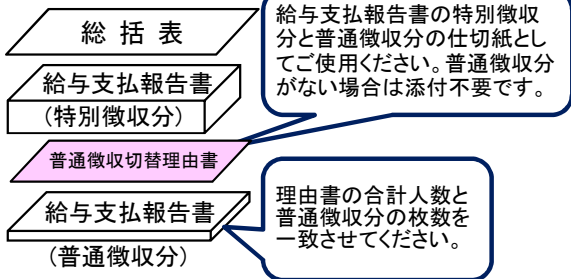 総括表
給与支払報告書の特別徴収
分と普通徴収分の仕切紙とし
てご使用ください。普通徴収分
がない場合は添付不要です。
給与支払報告書
(特別徴収分)
普通徴収切替理由書
給与支払報告書
(普通徴収分)
理由書の合計人数と
普通徴収分の枚数を
一致させてください。